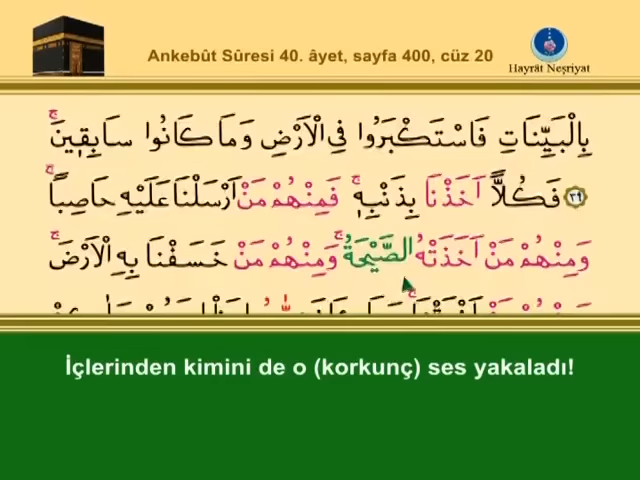 Ankebût Sûresi 40. âyet, sayfa 400, cüz 20
Hayrât Neşriyat
بِالْبَيِّنَاتِ فَاسْتَكْبَرُوا فِي الْاَرْضِ وَمَا كَانُوا سَابِقِينَۚ
﴿٣٩﴾ فَكُلًّا اَخَذْنَا بِذَنْبِهِۚ فَمِنْهُمْ مَنْ اَرْسَلْنَا عَلَيْهِ حَاصِبًاۚ
وَمِنْهُمْ مَنْ اَخَذَتْهُ الصَّيْحَةُۚ وَمِنْهُمْ مَنْ خَسَفْنَا بِهِ الْاَرْضَۚ
İçlerinden kimini de o (korkunç) ses yakaladı!